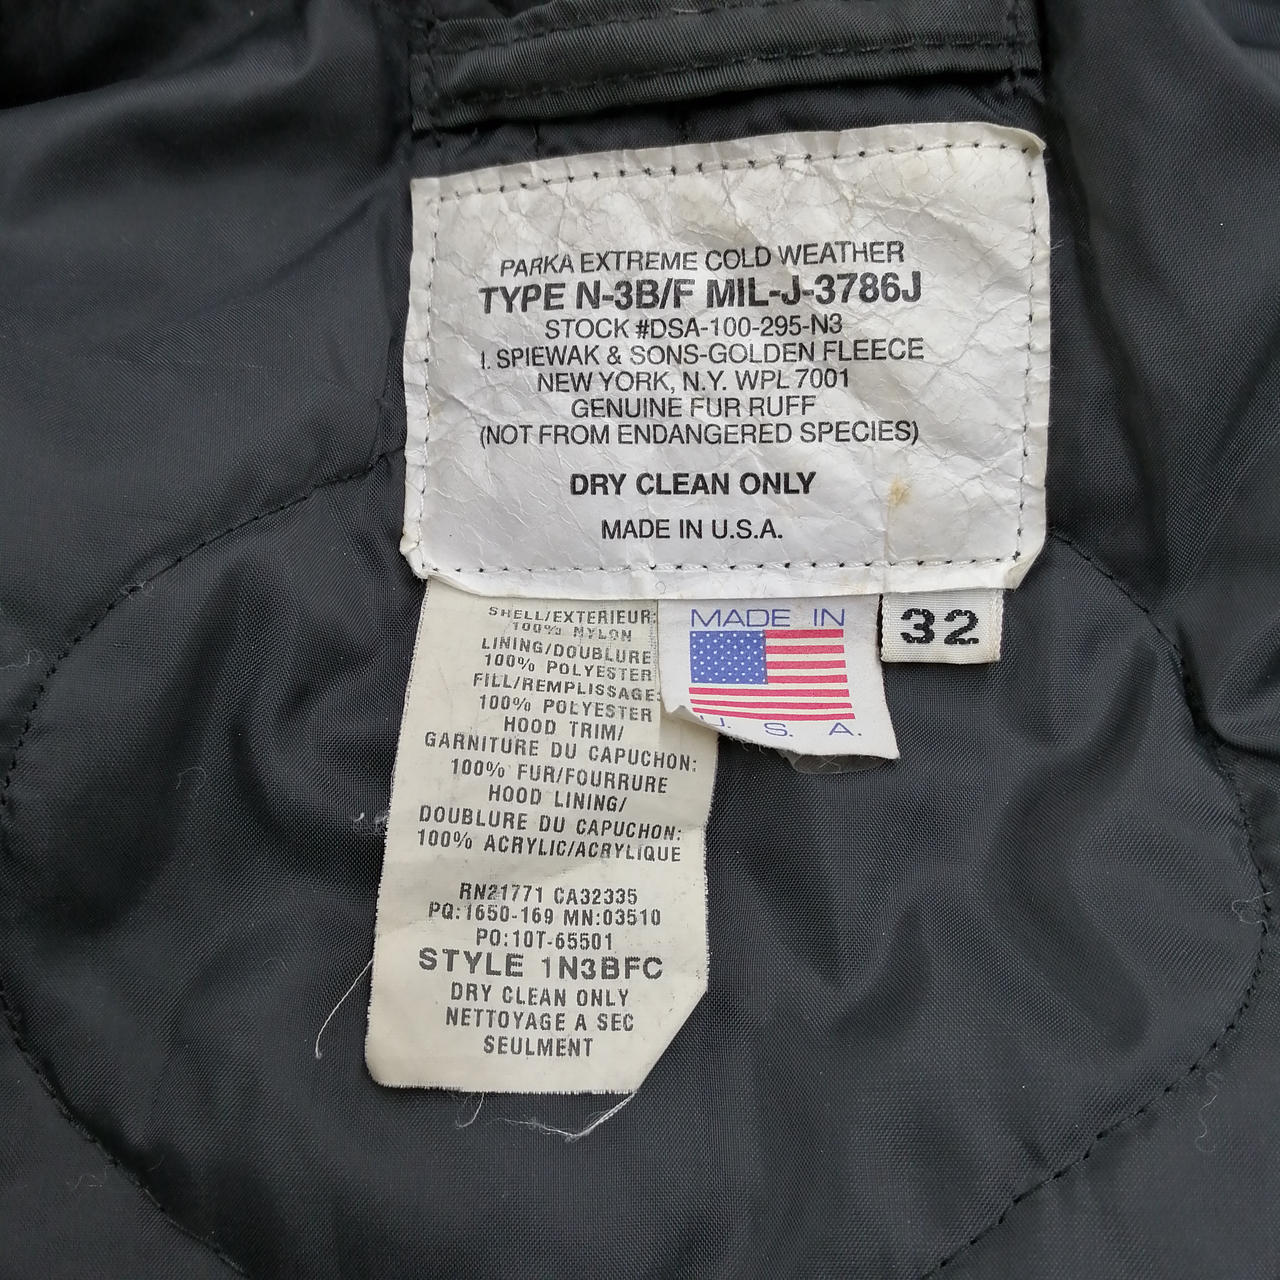 PARKA EXTREME COLD WEATHER
TYPE N-3B/F MIL-J-3786J
STOCK #DSA-100-295-N3
I. SPIEWAK & SONS-GOLDEN FLEECE
NEW YORK, N.Y. WPL 7001
GENUINE FUR RUFF
(NOT FROM ENDANGERED SPECIES)
DRY CLEAN ONLY
MADE IN U.S.A.
SHELL/EXTERIEUR:
100% NYLON
LINING/DOUBLURE
100% POLYESTER
FILL/REMPLISSAGE:
100% POLYESTER
HOOD TRIM/
GARNITURE DU CAPUCHON:
100% FUR/FOURRURE
HOOD LINING/
DOUBLURE DU CAPUCHON:
100% ACRYLIC/ACRYLIQUE
RN21771 CA32335
PQ:1650-169 MN:03510
PO:10T-65501
STYLE 1N3BFC
DRY CLEAN ONLY
NETTOYAGE A SEC
SEULMENT
MADE IN
U. S. A.
32